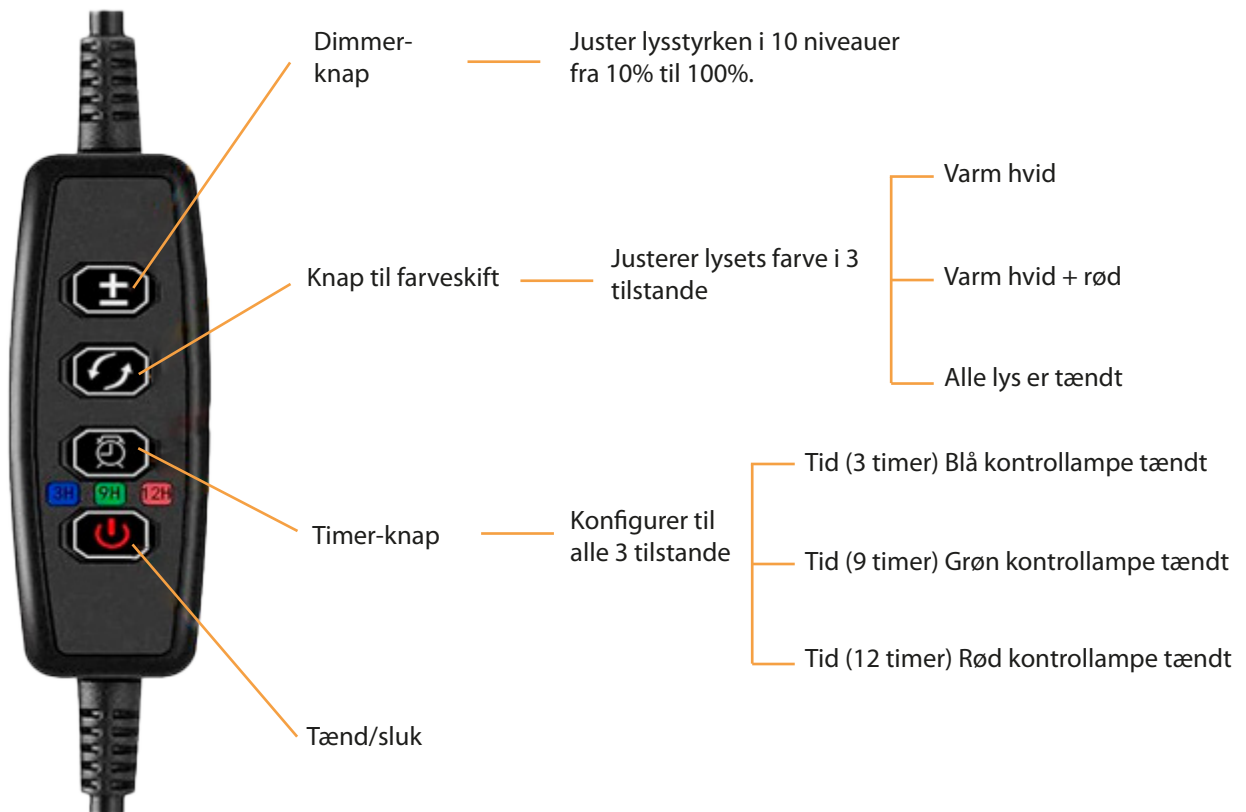 Dimmer-
knap
Juster lysstyrken i 10 niveauer
fra 10% til 100%.
Varm hvid
Knap til farveskift
Justerer lysets farve i 3
tilstande
Varm hvid + rød
Alle lys er tændt
3H 9H 12H
Timer-knap
Konfigurer til
alle 3 tilstande
Tid (3 timer) Blå kontrollampe tændt
Tid (9 timer) Grøn kontrollampe tændt
Tid (12 timer) Rød kontrollampe tændt
Tænd/sluk